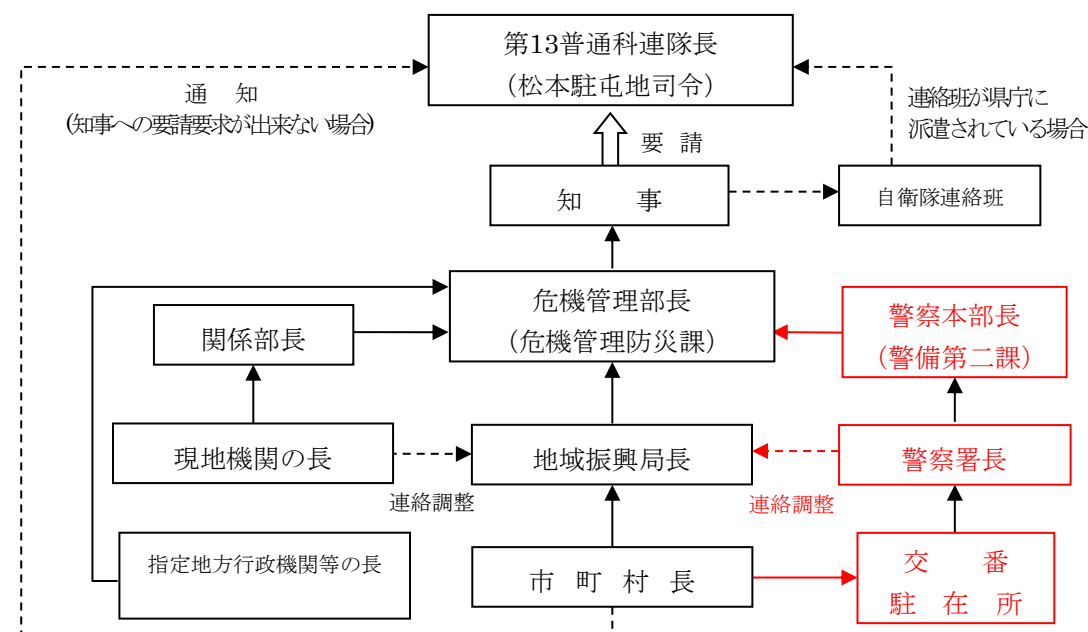 第13普通科連隊長
(松本駐屯地司令)
通　知
(知事への要請要求が出来ない場合)
連絡班が県庁に
派遣されている場合
要 請
知　　事
自衛隊連絡班
危機管理部長
(危機管理防災課)
関係部長
警察本部長
(警備第二課)
現地機関の長
地域振興局長
警察署長
連絡調整
連絡調整
指定地方行政機関等の長
市 町 村 長
交　　番
駐 在 所